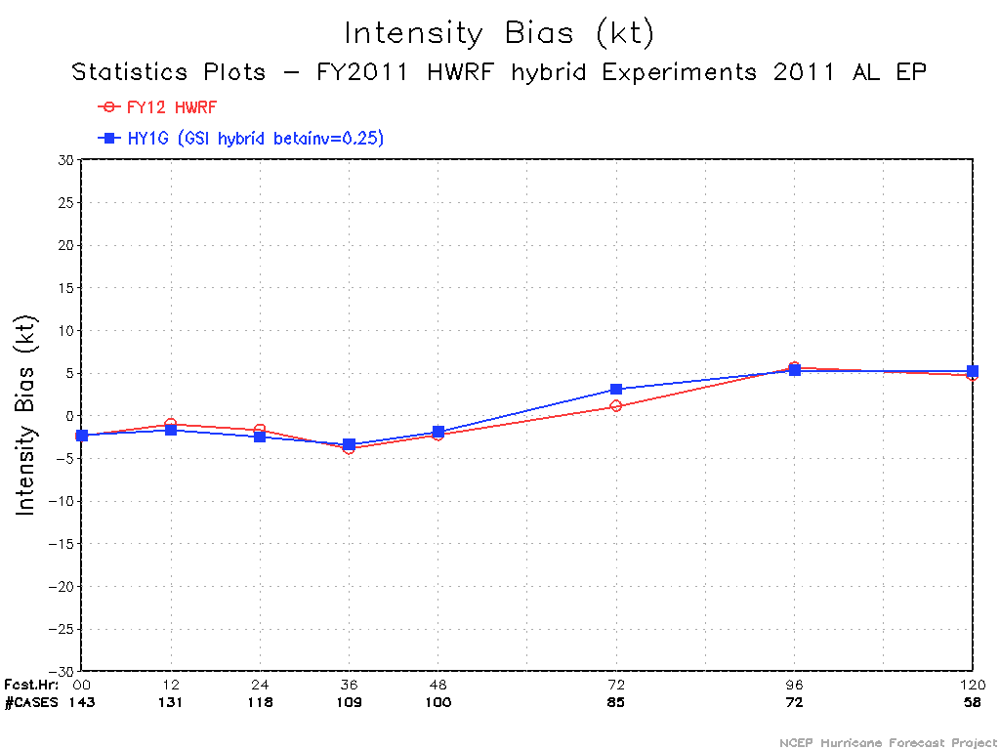 Intensity Bias (kt)
Statistics Plots - FY2011 HWRF hybrid Experiments 2011 AL EP
FY12 HWRF
HY1G (GSI hybrid betainv=0.25)
30
25
20
15
10
5
0
-5
-10
-15
-20
-25
-30
Intensity Bias (kt)
Fcst.Hr: 00 12 24 36 48 72 96 120
#CASES 143 131 118 109 100 85 72 58
NCEP Hurricane Forecast Project